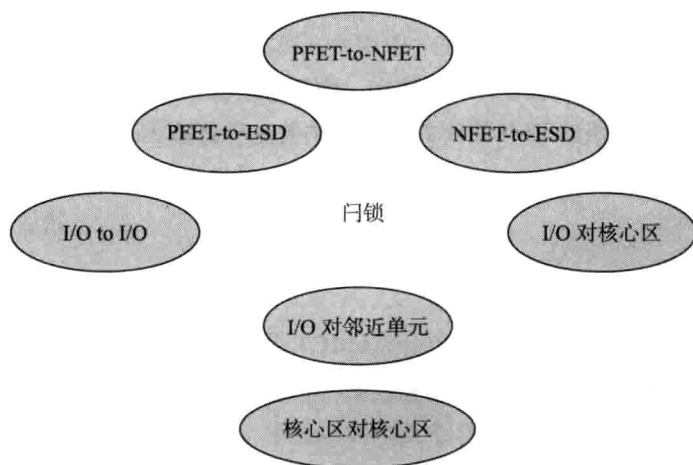 PFET-to-NFET
PFET-to-ESD
NFET-to-ESD
闩锁
I/O to I/O
I/O 对核心区
I/O 对邻近单元
核心区对核心区